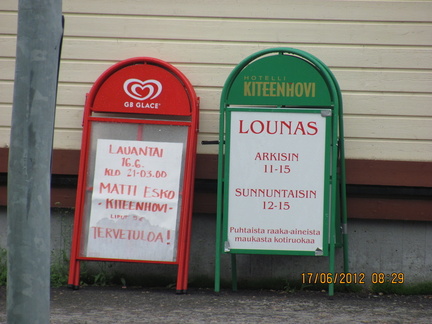 GB GLACE
LAUANTAI
16.6.
KLO 21-03.00
MATTI ESKO
-KITEENHOVI-
TERVETULOA!
HOTELLI
KITEENHOVI
LOUNAS
ARKISIN
11-15
SUNNUNTAISIN
12-15
Puhtaista raaka-aineista
maukasta kotiruokaa
17/06/2012 08:29